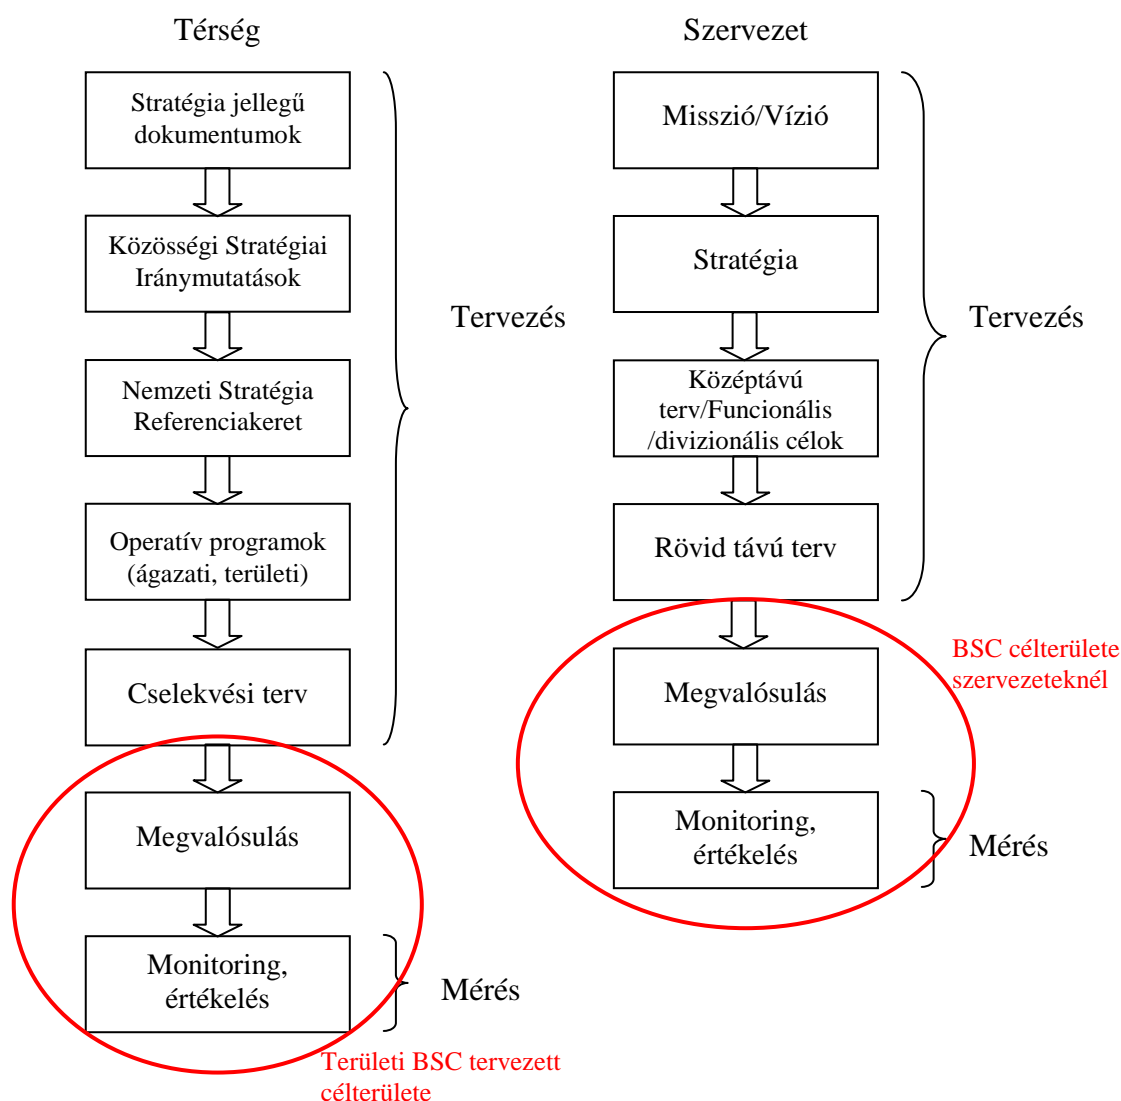 Térség
Stratégia jellegű
dokumentumok
Közösségi Stratégiai
Iránymutatások
Nemzeti Stratégia
Referenciakeret
Operatív programok
(ágazati, területi)
Cselekvési terv
Tervezés
Megvalósulás
Monitoring,
értékelés
Mérés
Területi BSC tervezett
célterülete
Szervezet
Misszió/Vízió
Stratégia
Középtávú
terv/Funcionális
/divizionális célok
Rövid távú terv
Tervezés
Megvalósulás
BSC célterülete
szervezeteknél
Monitoring,
értékelés
Mérés